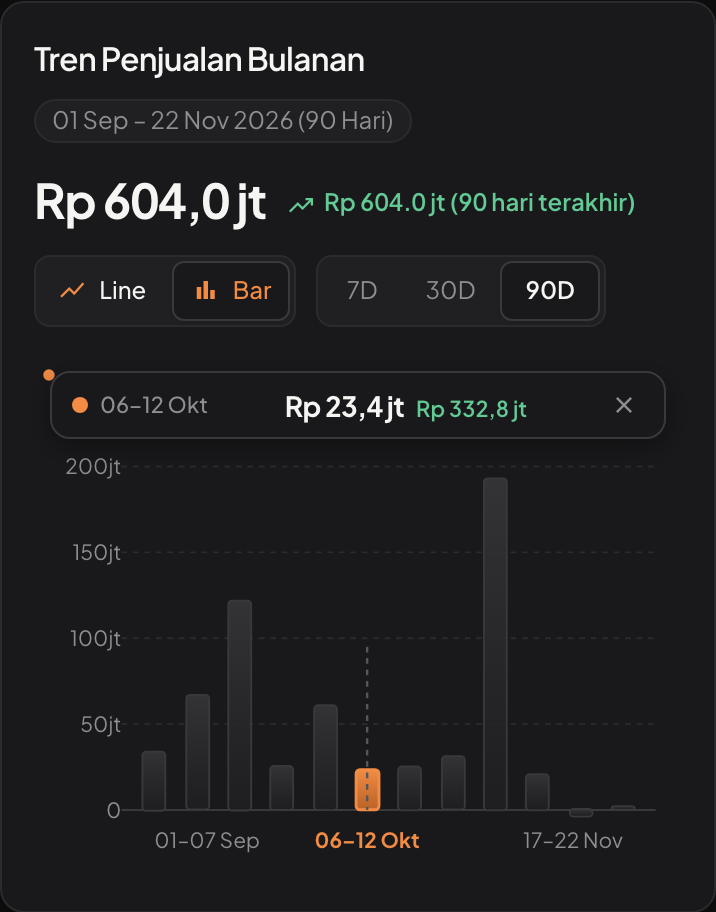 Tren Penjualan Bulanan
01 Sep – 22 Nov 2026 (90 Hari)
Rp 604,0 jt Rp 604.0 jt (90 hari terakhir)
Line Bar 7D 30D 90D
06–12 Okt Rp 23,4 jt Rp 332,8 jt
200jt
150jt
100jt
50jt
0
01–07 Sep 06–12 Okt 17–22 Nov